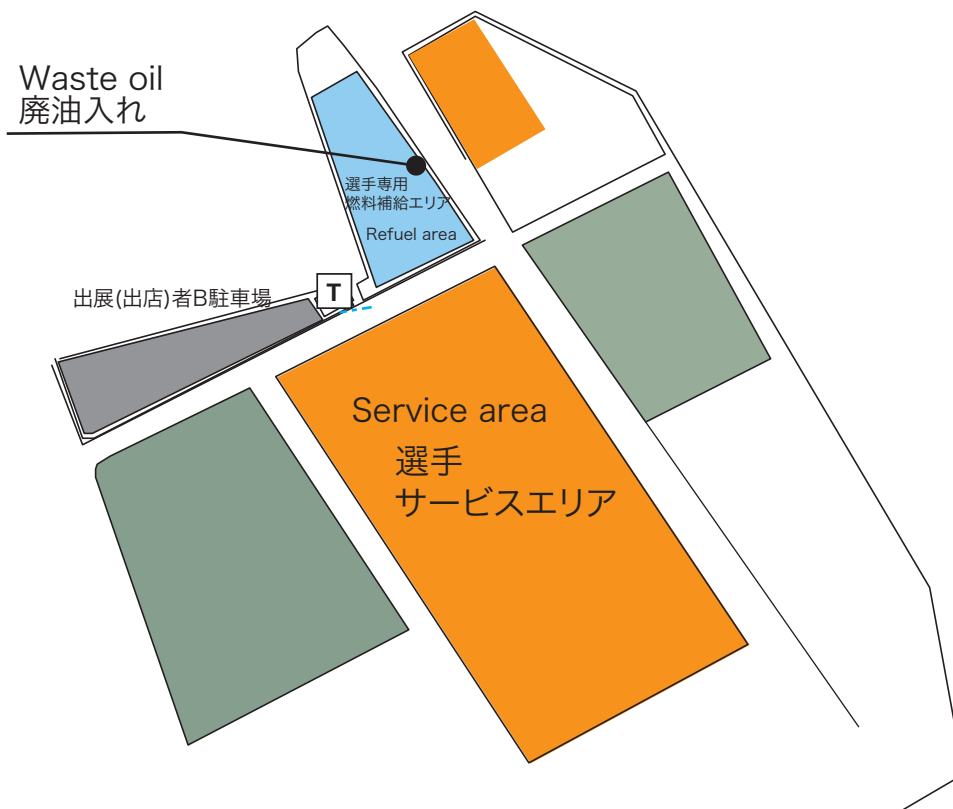 Waste oil
廃油入れ
選手専用
燃料補給エリア
Refuel area
T
出展(出店)者B駐車場
Service area
選手
サービスエリア